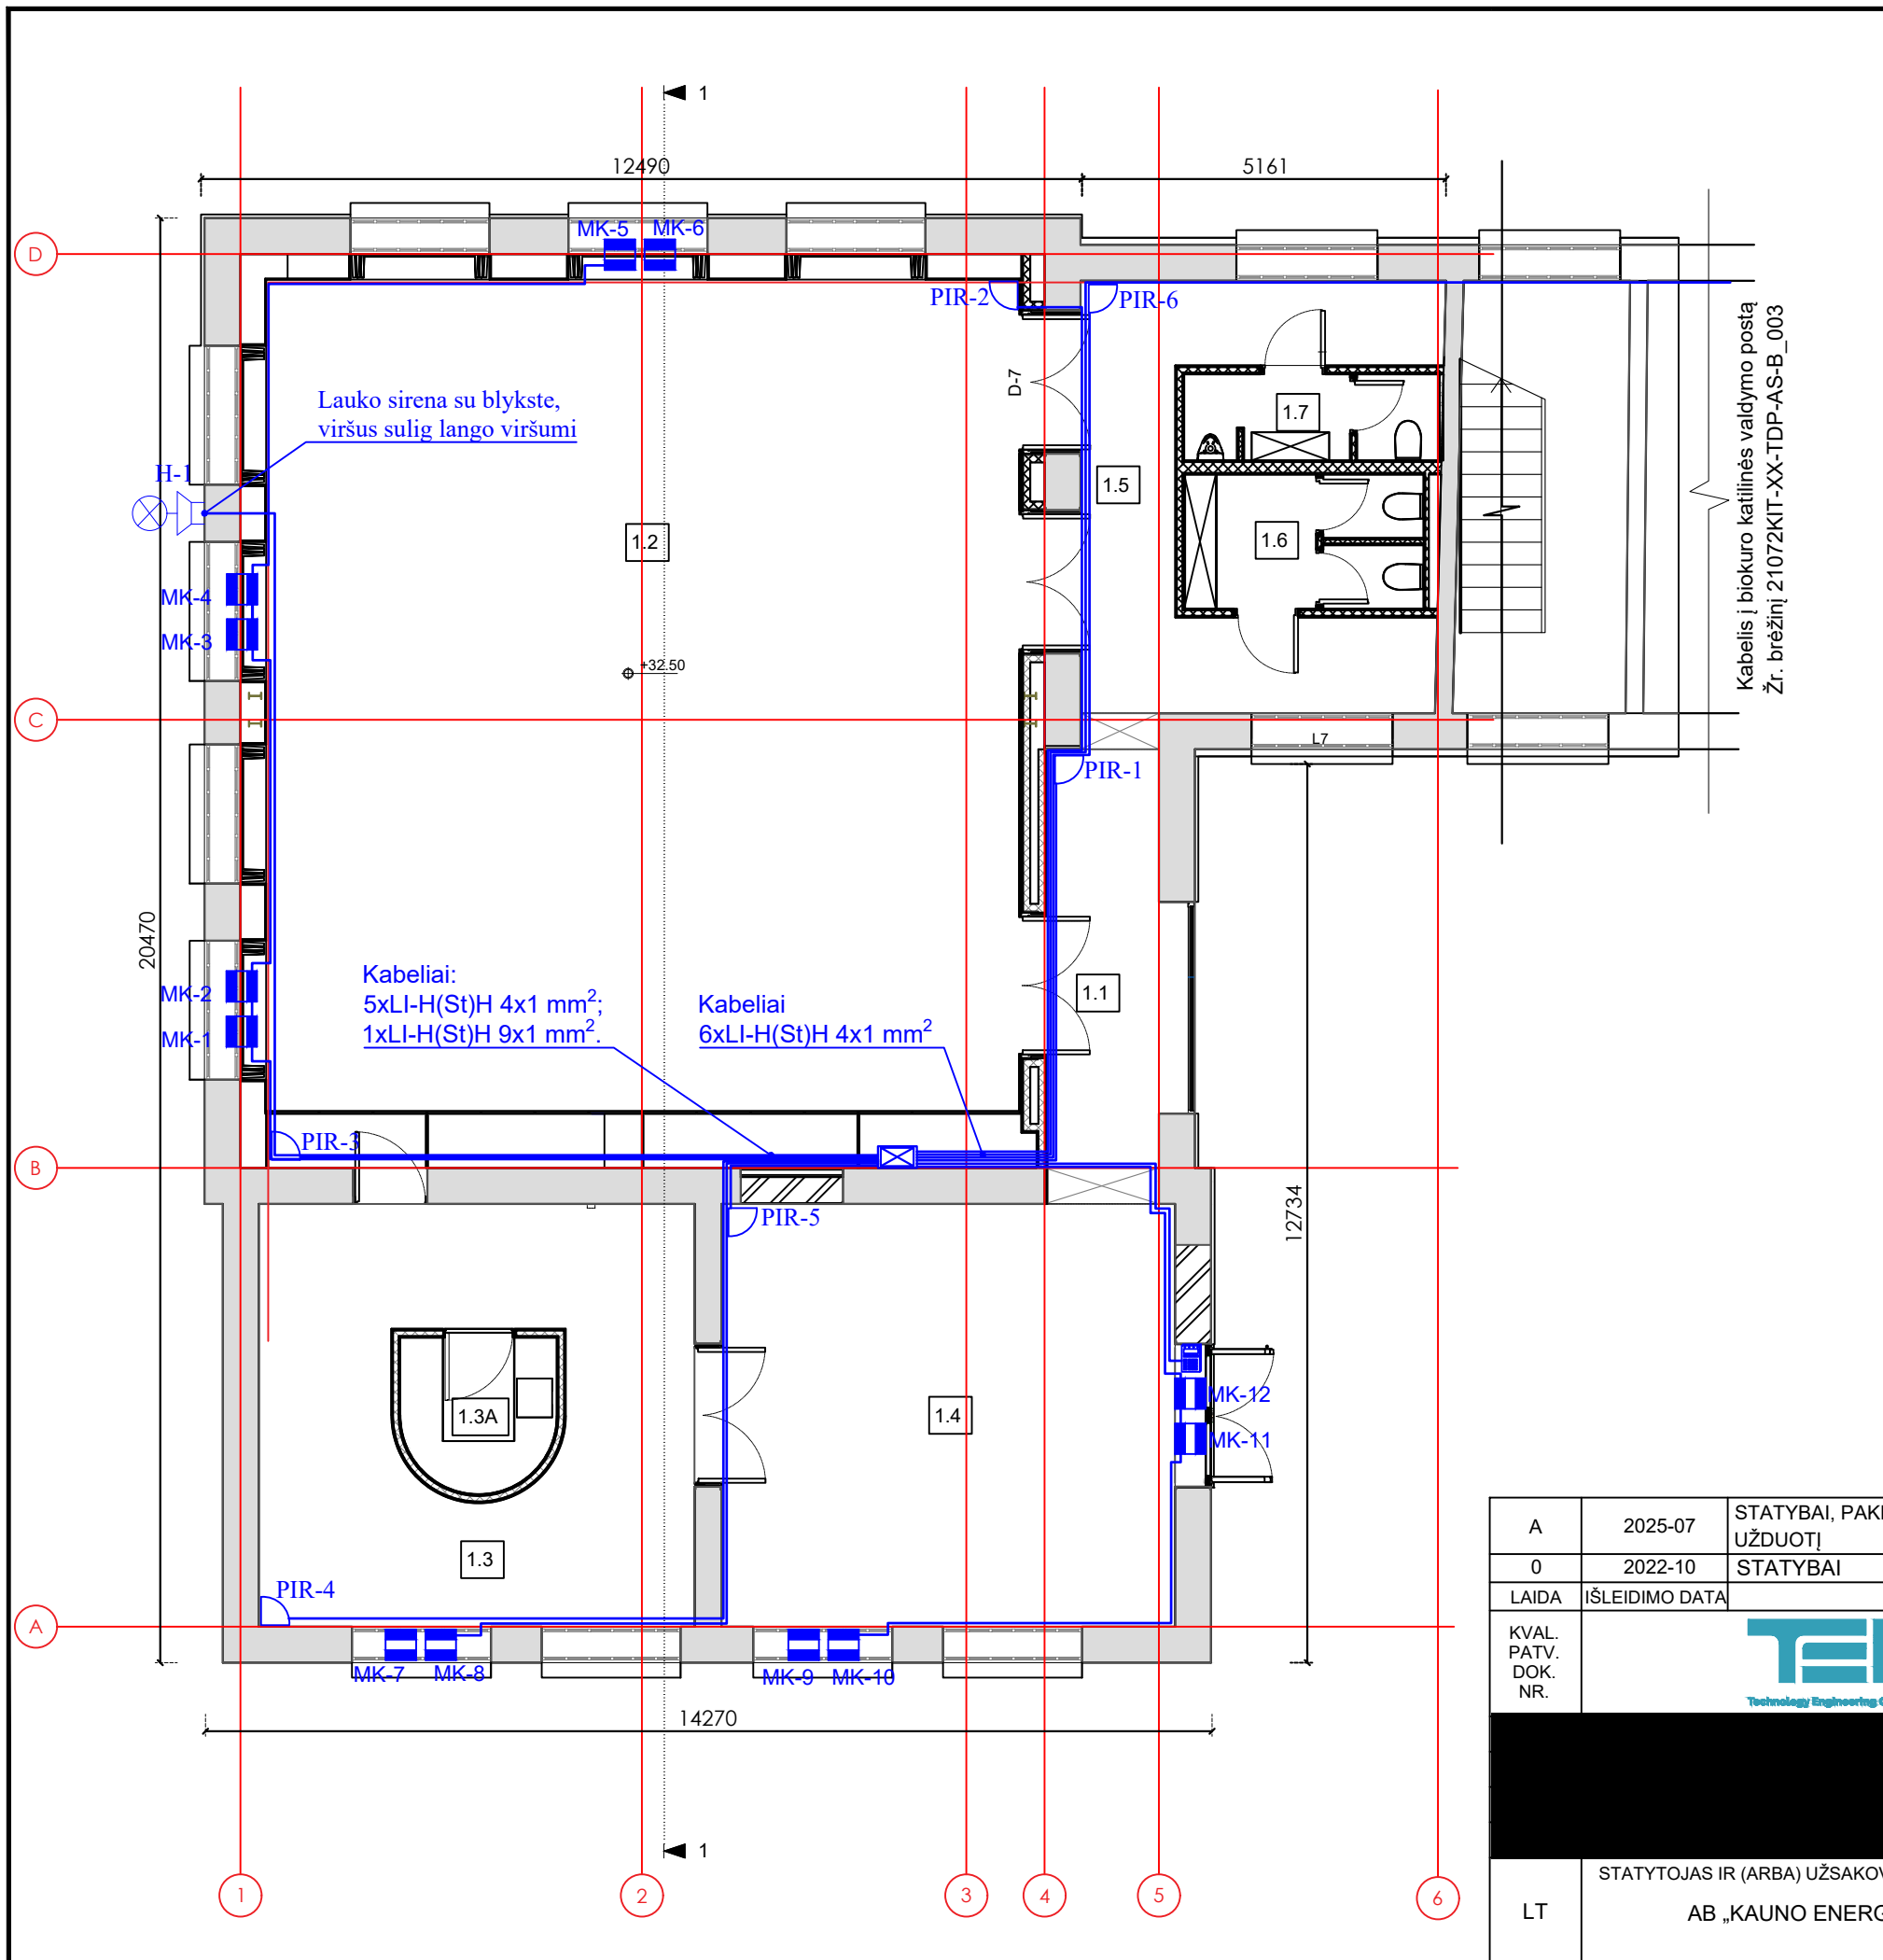 1
12490
5161
MK-5
MK-6
D
PIR-2
PIR-6
Kabelis į biokuro katilinės valdymo postą
Žr. brėžinį 21072KIT-XX-TDP-AS-B_003
D-7
Lauko sirena su blykste,
viršus sulig lango viršumi
1.7
H-1
1.5
1.2
1.6
MK-4
MK-3
+32.50
C
L7
PIR-1
20470
Kabeliai:
5xLI-H(St)H 4x1 mm²;
1xLI-H(St)H 9x1 mm².
Kabeliai
6xLI-H(St)H 4x1 mm²
1.1
MK-2
MK-1
PIR-3
B
12734
PIR-5
MK-12
1.3A
1.4
MK-11
1.3
PIR-4
A
MK-7
MK-8
MK-9
MK-10
14270
1
1
2
3
4
5
6
A 2025-07 STATYBAI, PAK
UŽDUOTĮ
0 2022-10 STATYBAI
LAIDA IŠLEIDIMO DATA
KVAL.
PATV.
DOK.
NR.
Technology Engineering
STATYTOJAS IR (ARBA) UŽSAKOV
LT AB „KAUNO ENERG